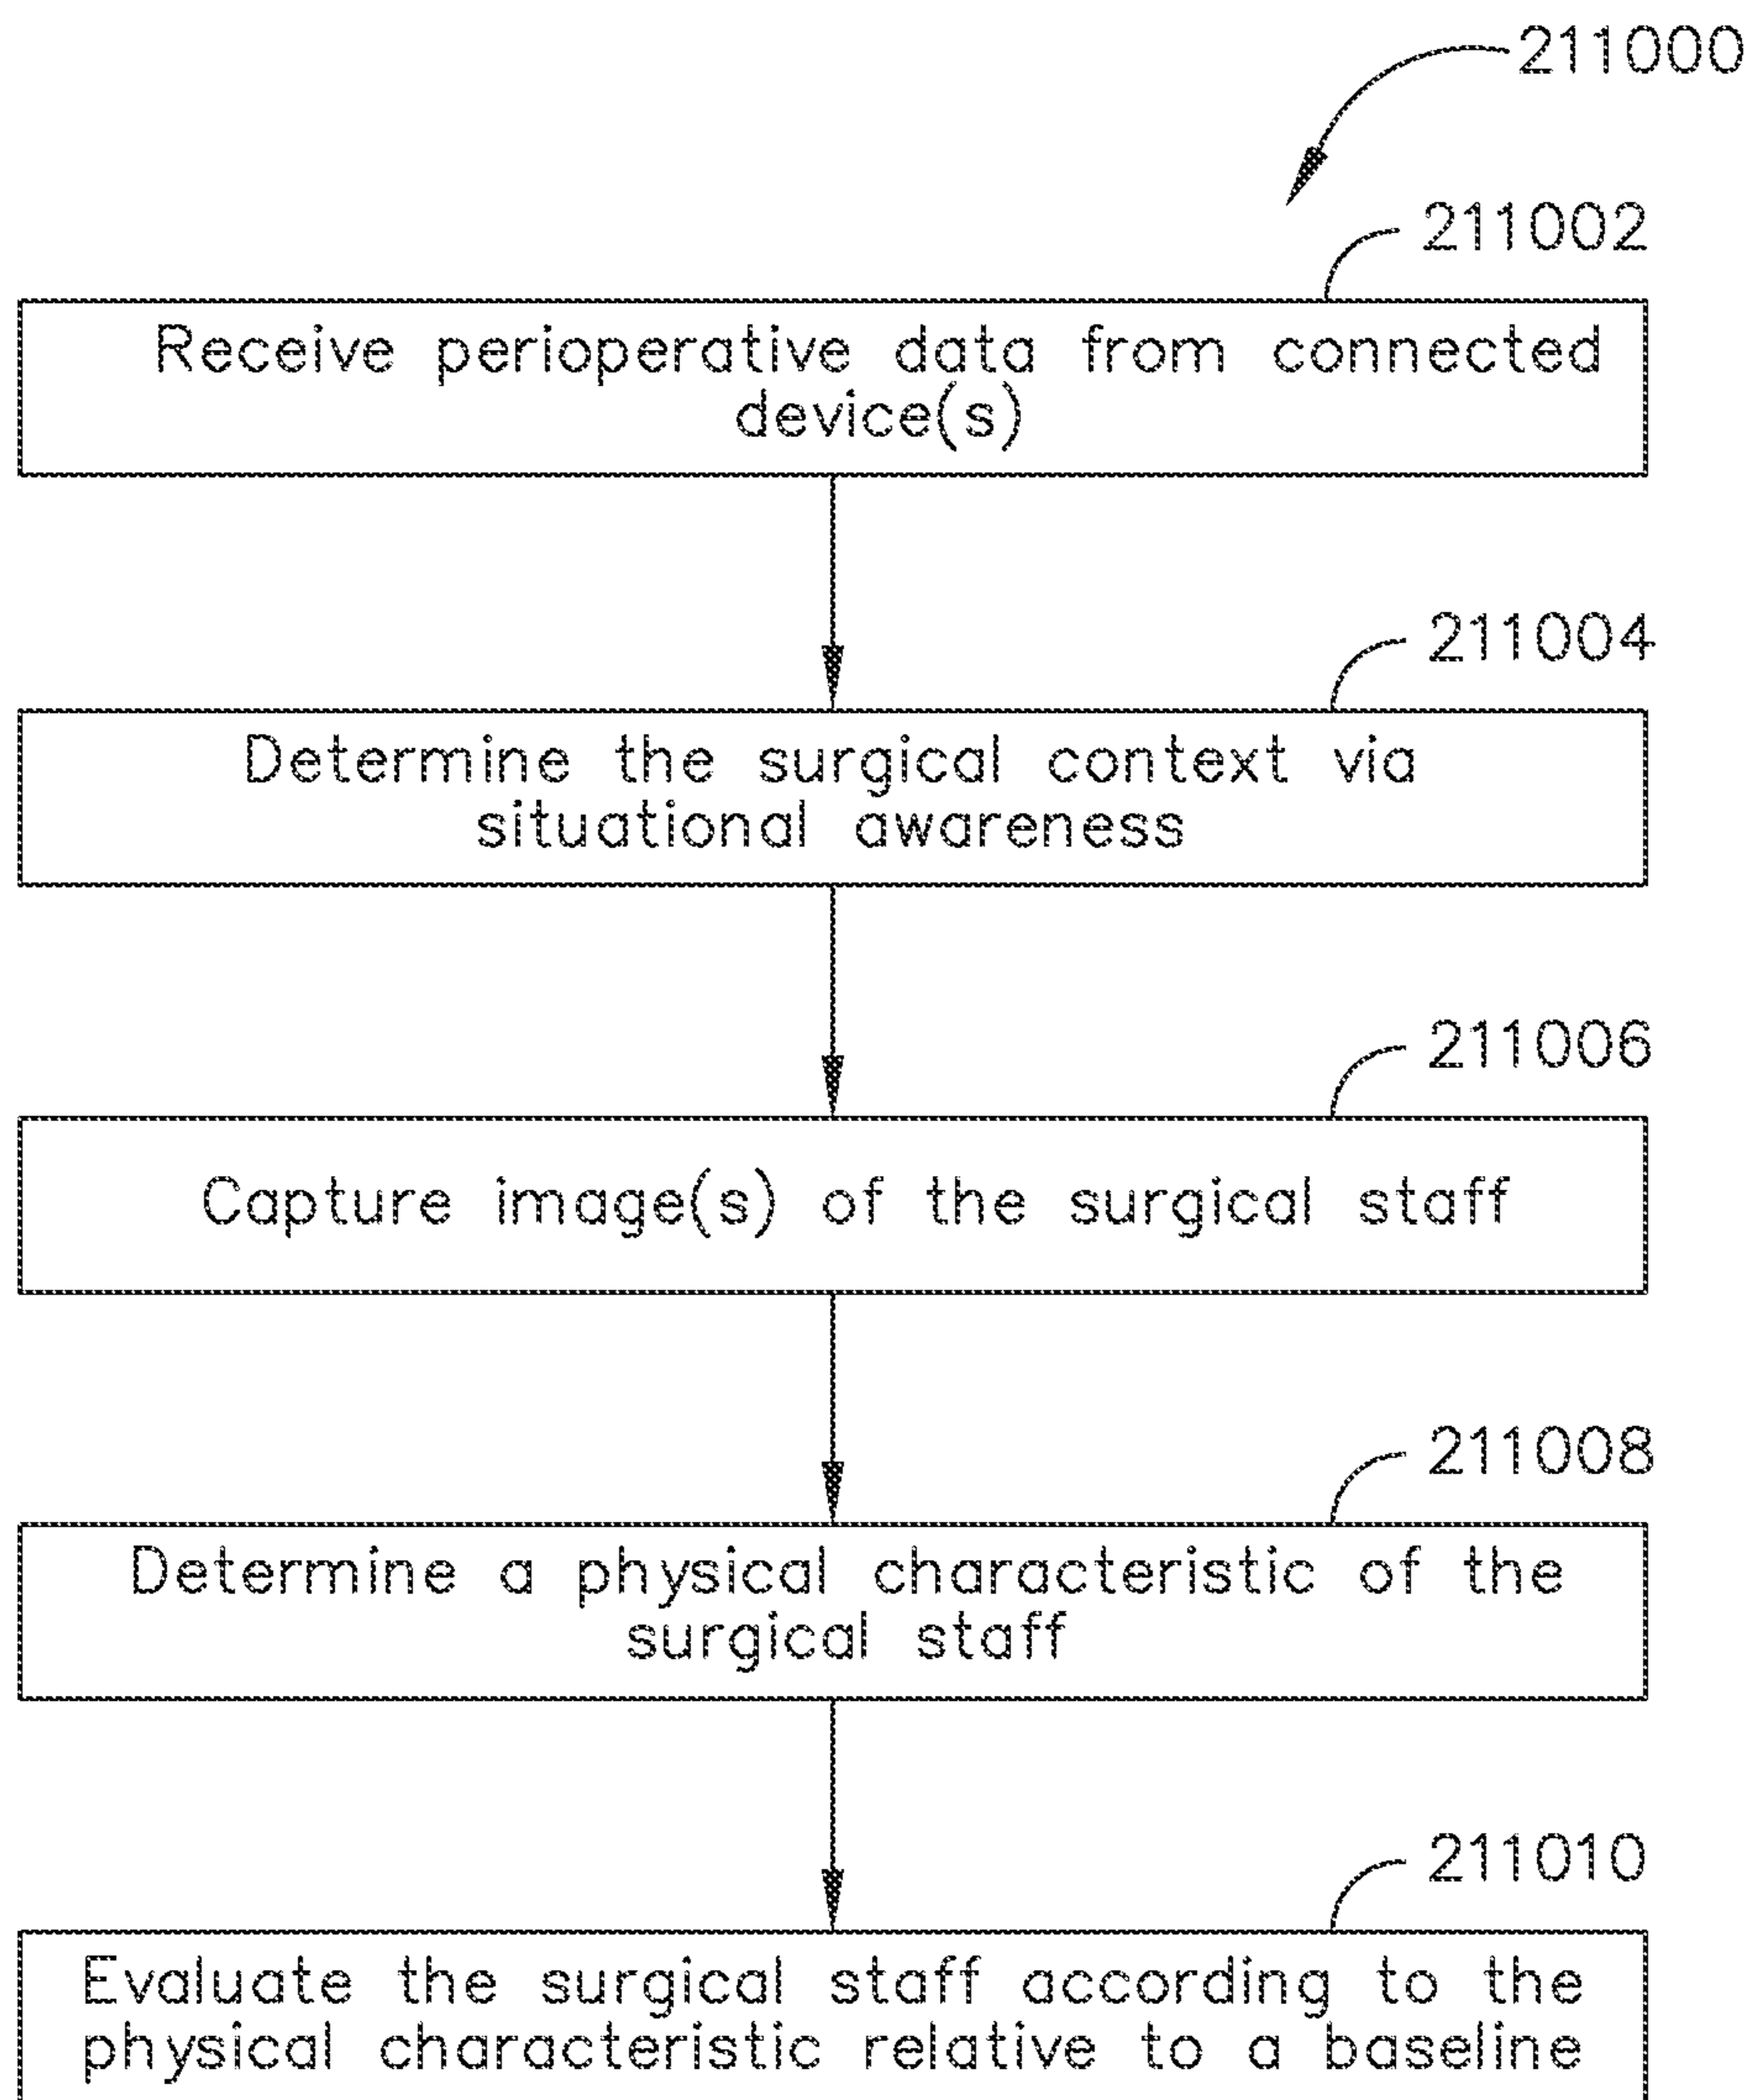 211000
211002
Receive perioperative data from connected
device(s)
211004
Determine the surgical context via
situational awareness
211006
Capture image(s) of the surgical staff
211008
Determine a physical characteristic of the
surgical staff
211010
Evaluate the surgical staff according to the
physical characteristic relative to a baseline